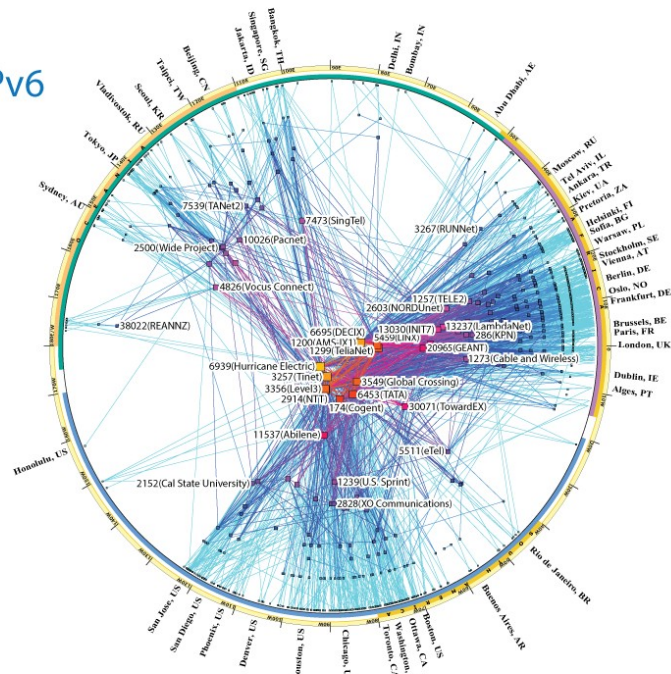 Pv6
Bangkok, TH
Singapore, SG
Jakarta, ID
Beijing, CN
Taipei, TW
Seoul, KR
Vladivostok, RU
Tokyo, JP
Sydney, AU
Delhi, IN
Bombay, IN
Abu Dhabi, AE
Moscow, RU
Tel Aviv, IL
Ankara, TR
Kiev, UA
Pretoria, ZA
Helsinki, FI
Sofia, BG
Warsaw, PL
Stockholm, SE
Vienna, AT
Berlin, DE
Oslo, NO
Frankfurt, DE
Brussels, BE
Paris, FR
London, UK
Dublin, IE
Alges, PT
7539(TANet2)
7473(SingTel)
3267(RUNNet)
2500(Wide Project)
10026(Pacnet)
4826(Vocus Connect)
1257(TELE2)
2603(NORDUnet)
38022(REANNZ)
6695(DECIX)
13030(INIT7)
13237(LambdaNet)
1200(AMS-IX1)
5459(LINX)
286(KPN)
1299(TeliaNet)
20965(GEANT)
1273(Cable and Wireless)
6939(Hurricane Electric)
3257(Tinet)
3549(Global Crossing)
3356(Level3)
6453(TATA)
2914(NTT)
174(Cogent)
30071(TowardEX)
11537(Abilene)
5511(eTel)
2152(Cal State University)
1239(U.S. Sprint)
2828(XO Communications)
Honolulu, US
San Jose, US
San Diego, US
Phoenix, US
Denver, US
ouston, US
Chicago, U
Toronto, CA
Washington,
Ottawa, CA
Boston, US
Buenos Aires, AR
Rio de Janeiro, BR